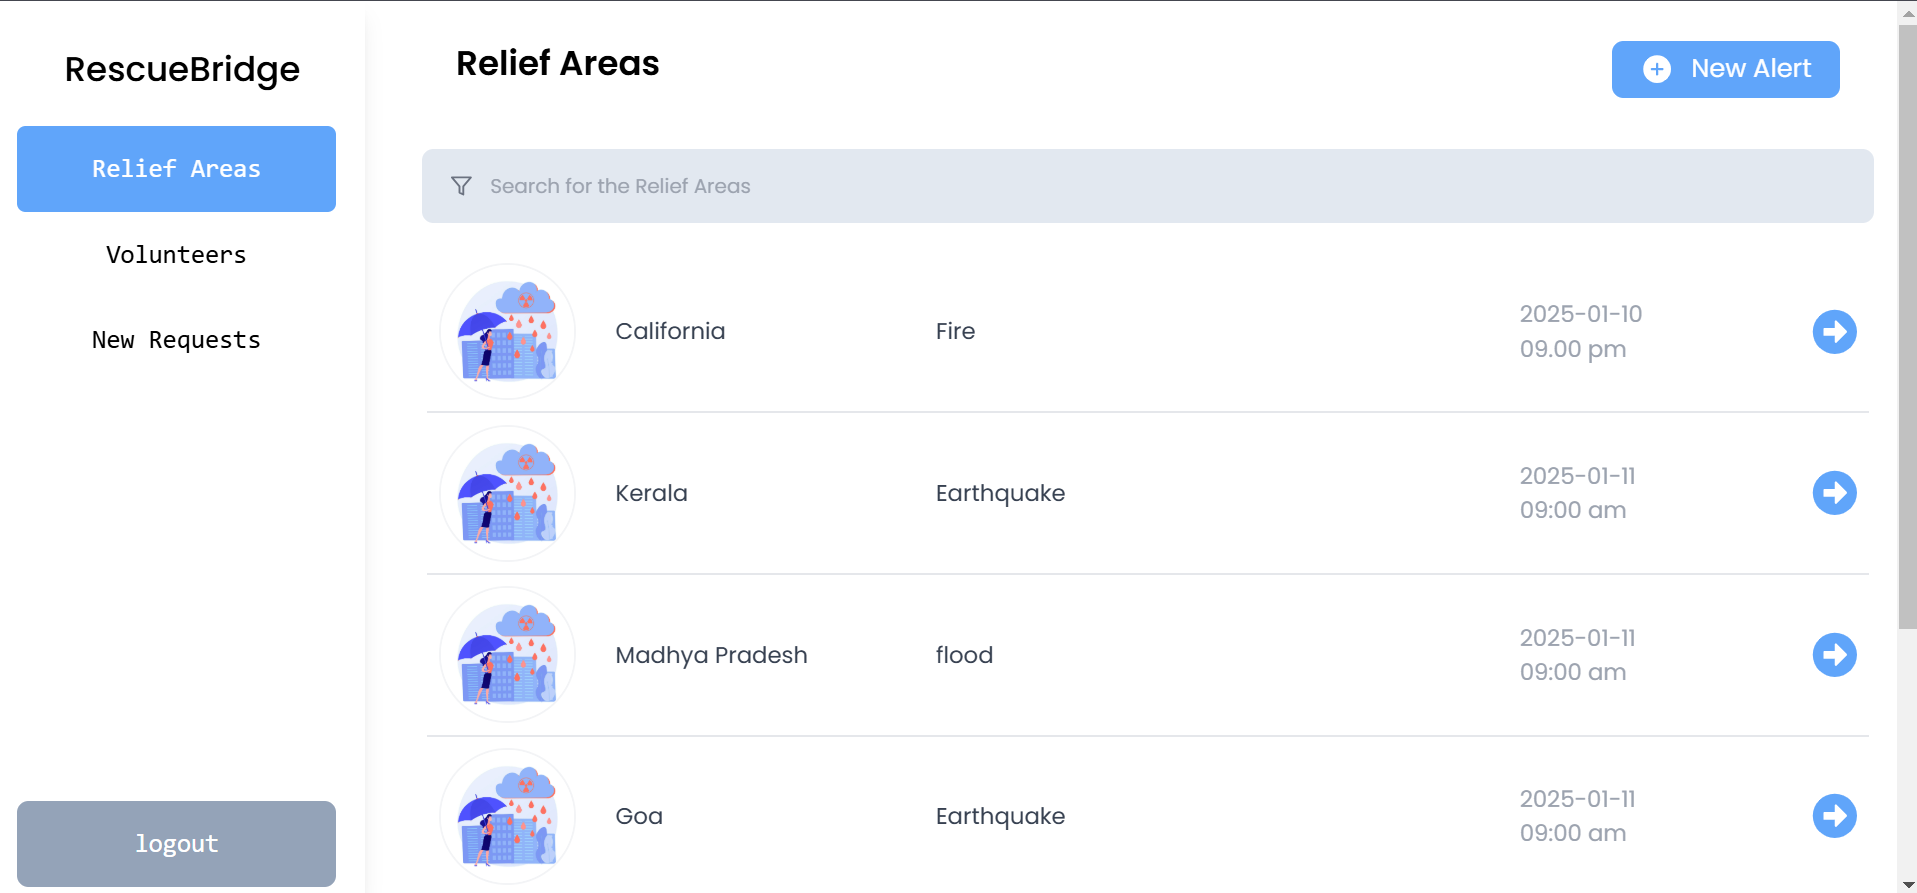 RescueBridge
Relief Areas
Volunteers
New Requests
logout
Relief Areas
New Alert
Search for the Relief Areas
California
Fire
2025-01-10
09.00 pm
Kerala
Earthquake
2025-01-11
09:00 am
Madhya Pradesh
flood
2025-01-11
09:00 am
Goa
Earthquake
2025-01-11
09:00 am